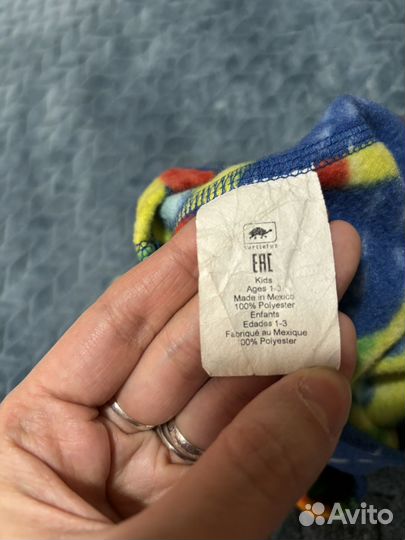 turtlefur
EAC
Kids
Ages 1-3
Made in Mexico
100% Polyester
Enfants
Edades 1-3
Fabriqué au Mexique
100% Polyester
Avito